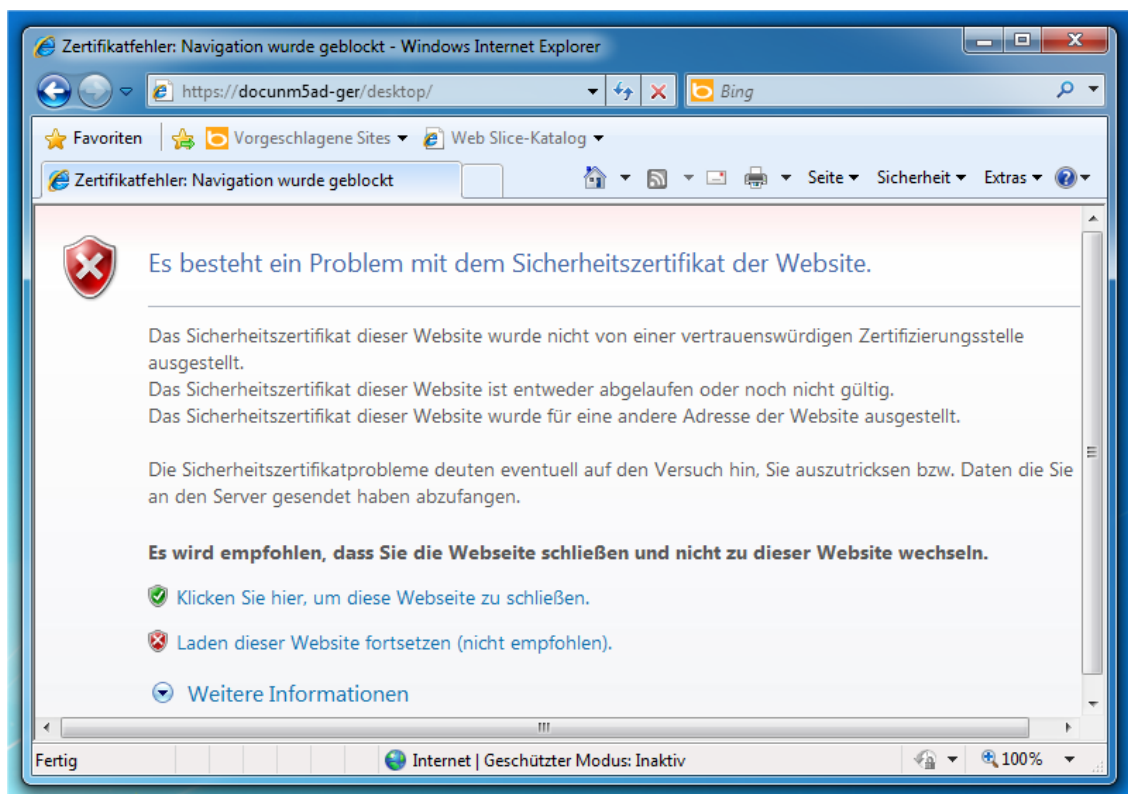 Zertifikatfehler: Navigation wurde geblockt - Windows Internet Explorer
https://docunm5ad-ger/desktop/
Bing
Favoriten
Vorgeschlagene Sites
Web Slice-Katalog
Zertifikatfehler: Navigation wurde geblockt
Seite
Sicherheit
Extras
Es besteht ein Problem mit dem Sicherheitszertifikat der Website.
Das Sicherheitszertifikat dieser Website wurde nicht von einer vertrauenswürdigen Zertifizierungsstelle
ausgestellt.
Das Sicherheitszertifikat dieser Website ist entweder abgelaufen oder noch nicht gültig.
Das Sicherheitszertifikat dieser Website wurde für eine andere Adresse der Website ausgestellt.
Die Sicherheitszertifikatprobleme deuten eventuell auf den Versuch hin, Sie auszutricksen bzw. Daten die Sie
an den Server gesendet haben abzufangen.
Es wird empfohlen, dass Sie die Webseite schließen und nicht zu dieser Website wechseln.
Klicken Sie hier, um diese Webseite zu schließen.
Laden dieser Website fortsetzen (nicht empfohlen).
Weitere Informationen
Fertig
Internet | Geschützter Modus: Inaktiv
100%